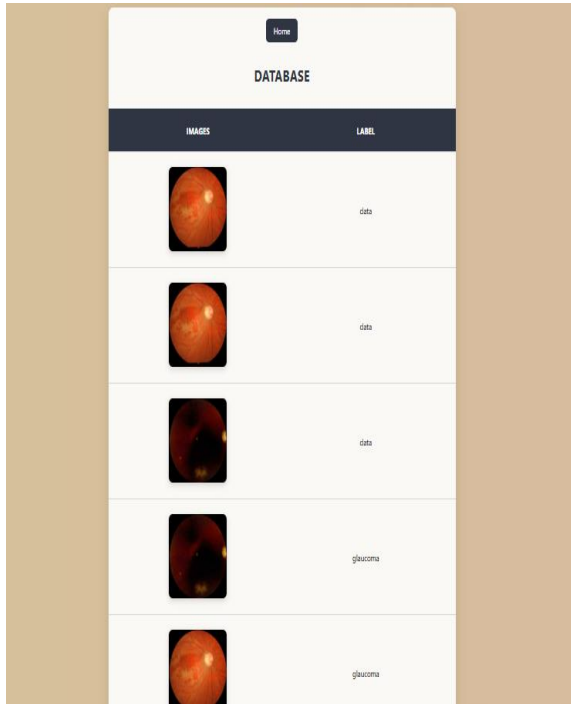 Home
DATABASE
IMAGES LABEL
data
data
data
glaucoma
glaucoma